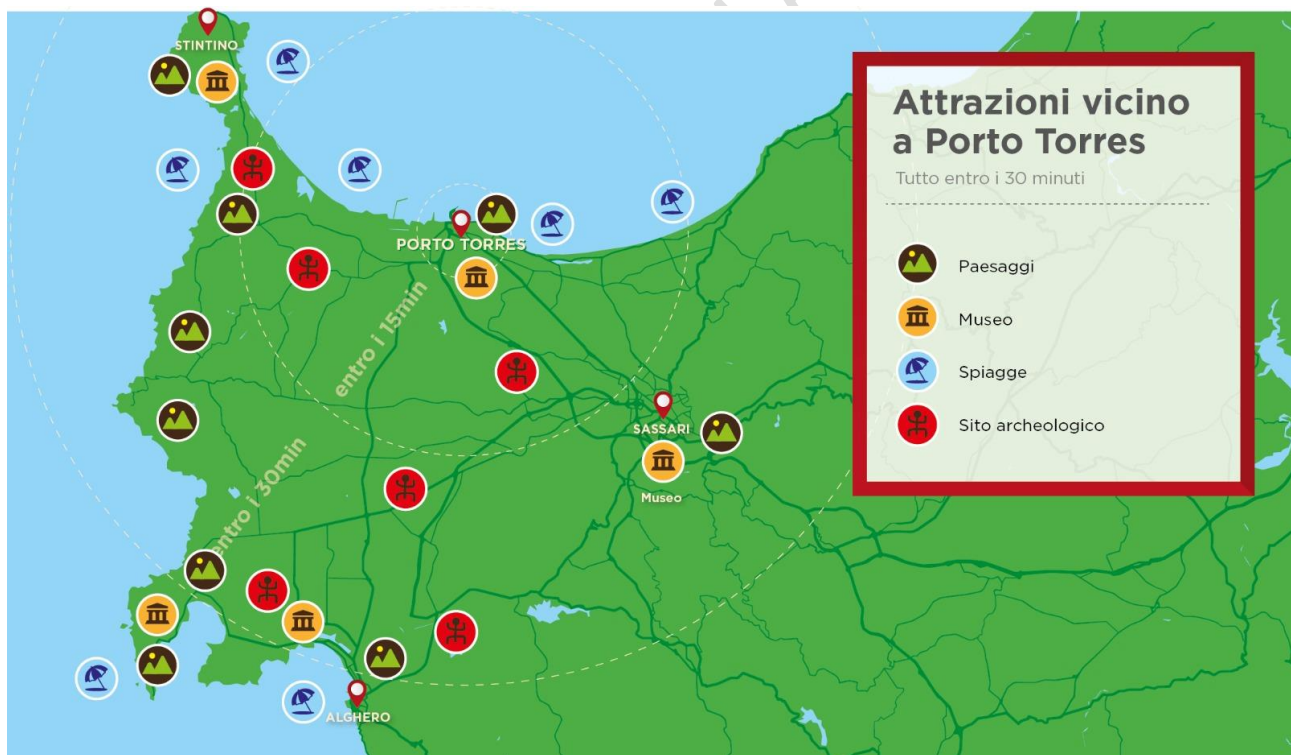 STINTINO
PORTO TORRES
entro i 15min
SASSARI
Museo
entro i 30min
ALGHERO
Attrazioni vicino
a Porto Torres
Tutto entro i 30 minuti
Paesaggi
Museo
Spiagge
Sito archeologico